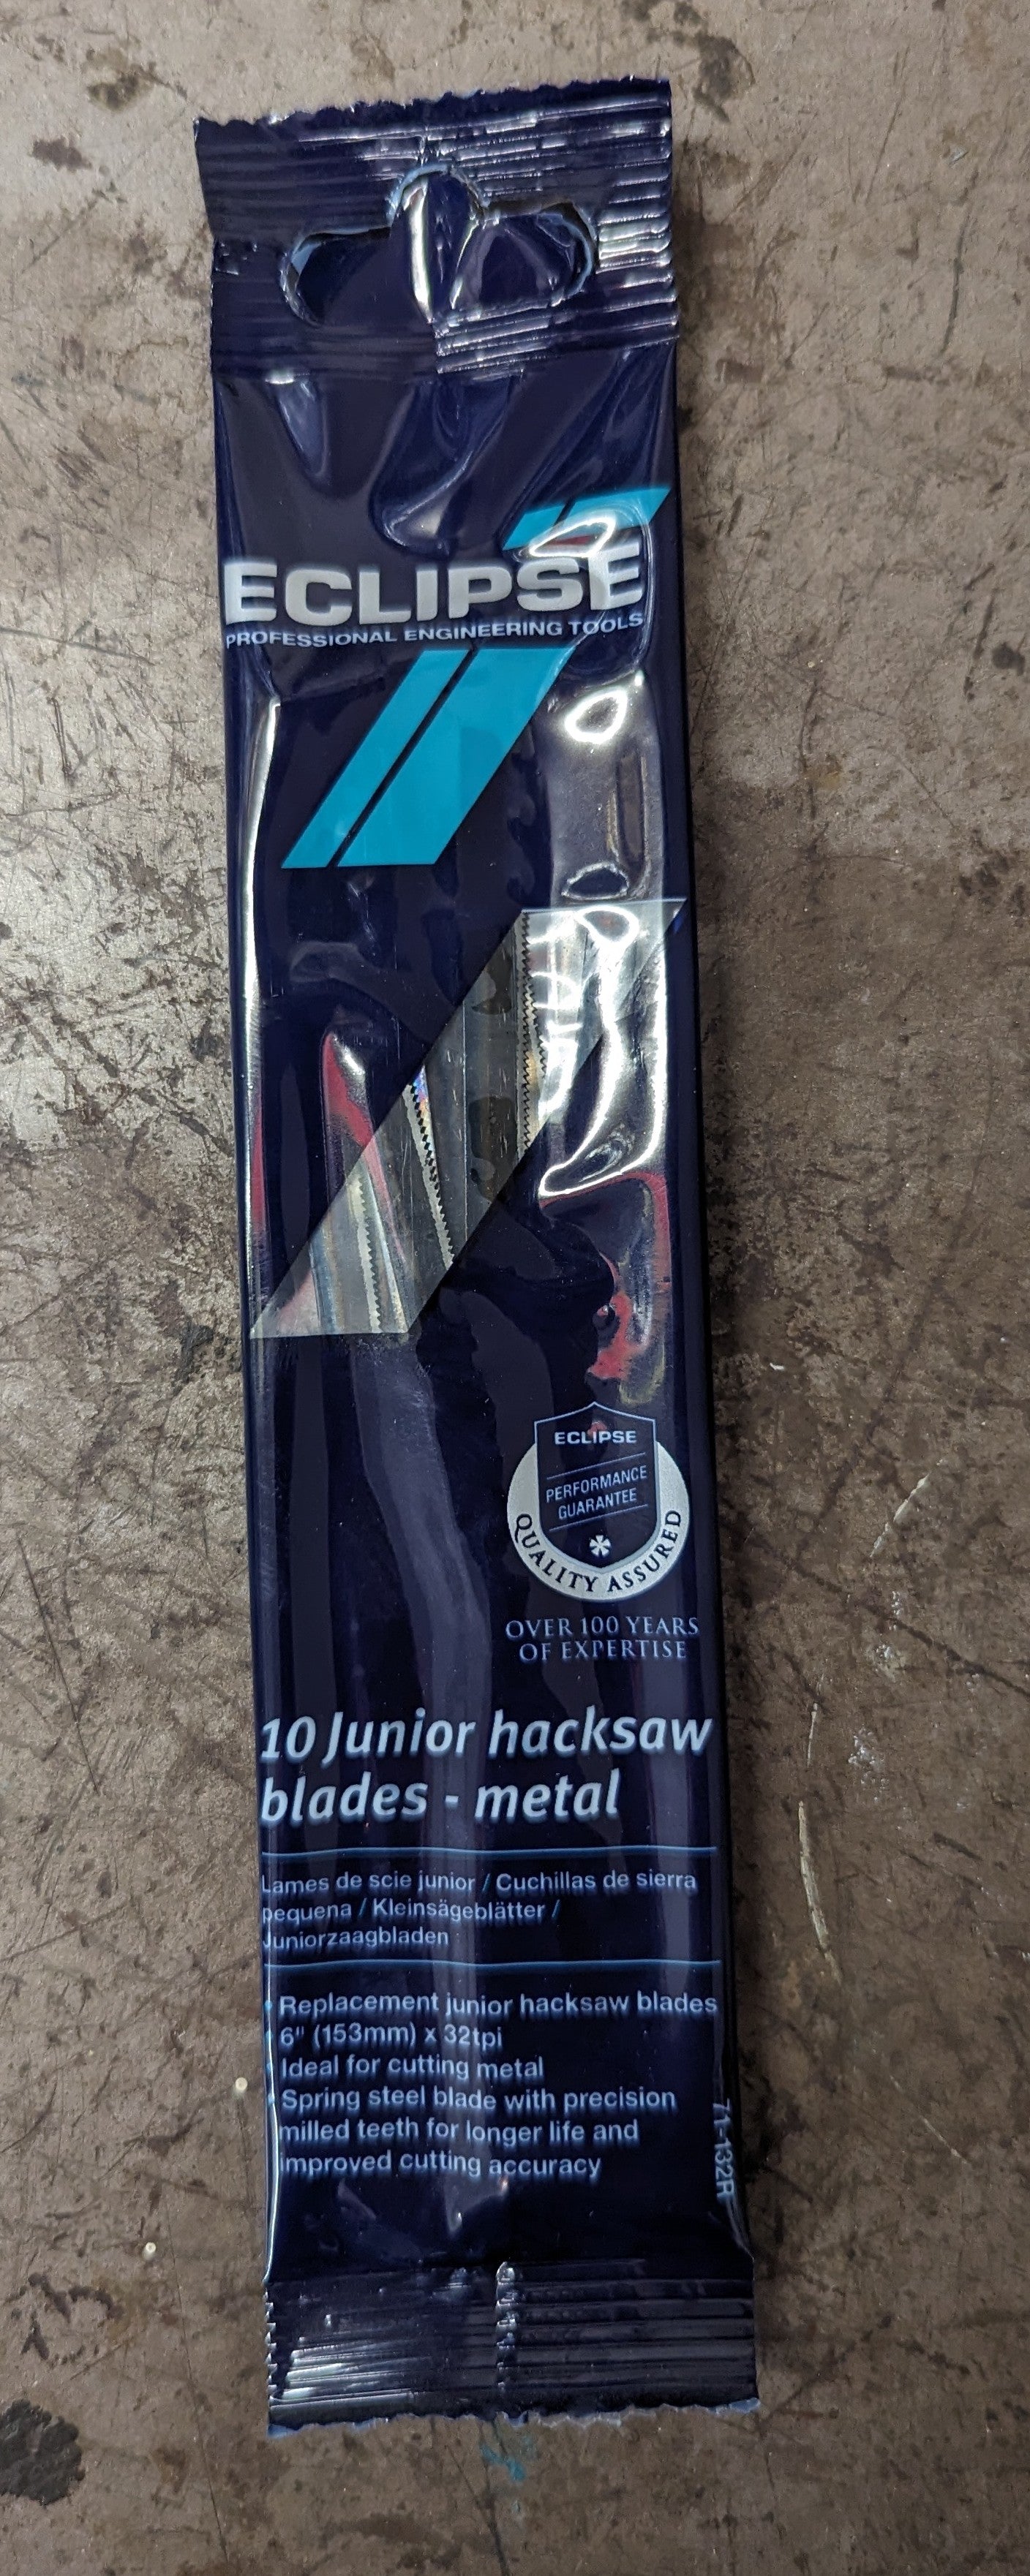 ECLIPSE
PROFESSIONAL ENGINEERING TOOLS
ECLIPSE
PERFORMANCE
GUARANTEE
QUALITY ASSURED
OVER 100 YEARS
OF EXPERTISE
10 Junior hacksaw
blades - metal
Lames de scie junior / Cuchillas de sierra
pequena / Kleinsägeblätter /
Juniorzaagbladen
• Replacement junior hacksaw blades
• 6" (153mm) x 32tpi
• Ideal for cutting metal
• Spring steel blade with precision
milled teeth for longer life and
improved cutting accuracy
71-132R